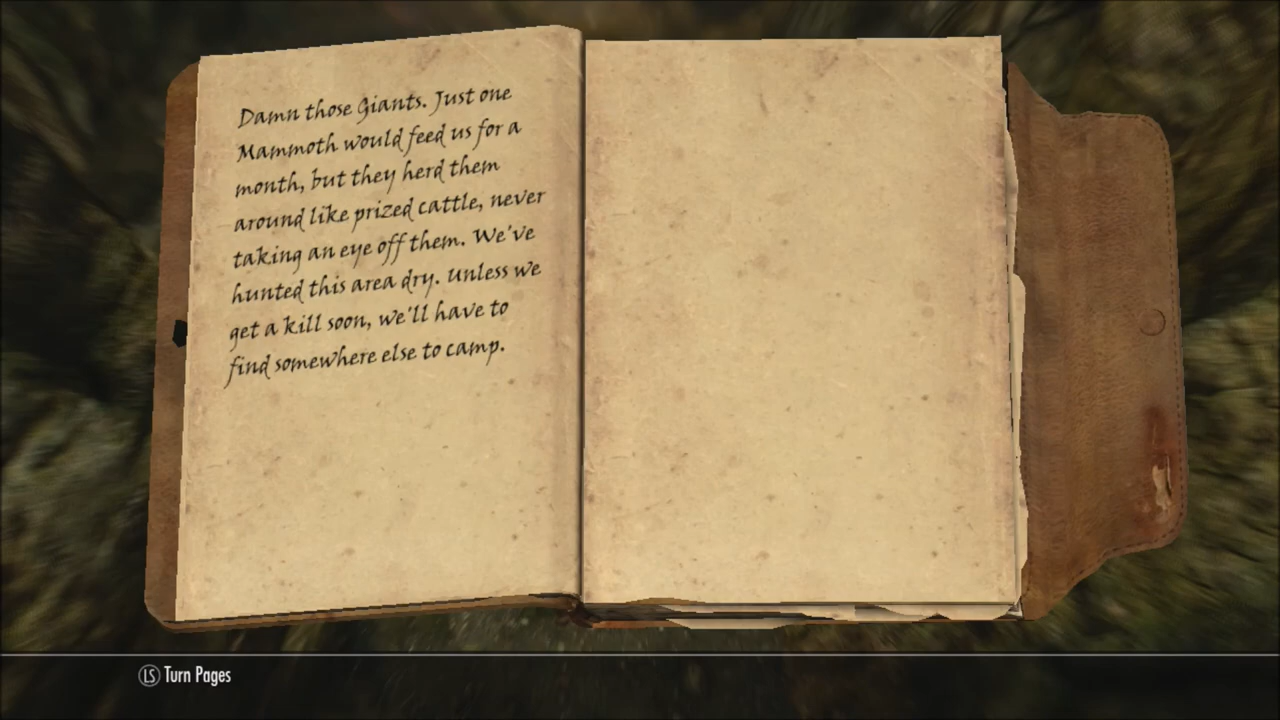 Damn those Giants. Just one
Mammoth would feed us for a
month, but they herd them
around like prized cattle, never
taking an eye off them. We've
hunted this area dry. Unless we
get a kill soon, we'll have to
find somewhere else to camp.
LS Turn Pages